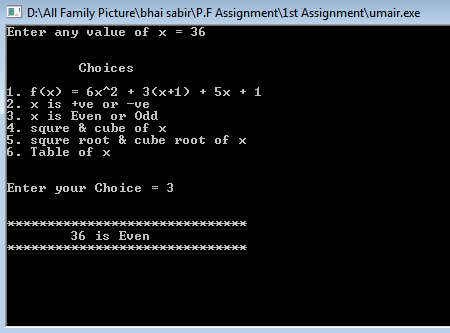 D:\All Family Picture\bhai sabir\P.F Assignment\1st Assignment\umair.exe
Enter any value of x = 36
Choices
1. f(x) = 6x^2 + 3(x+1) + 5x + 1
2. x is +ve or -ve
3. x is Even or Odd
4. squre & cube of x
5. squre root & cube root of x
6. Table of x
Enter your Choice = 3
******************************
36 is Even
******************************